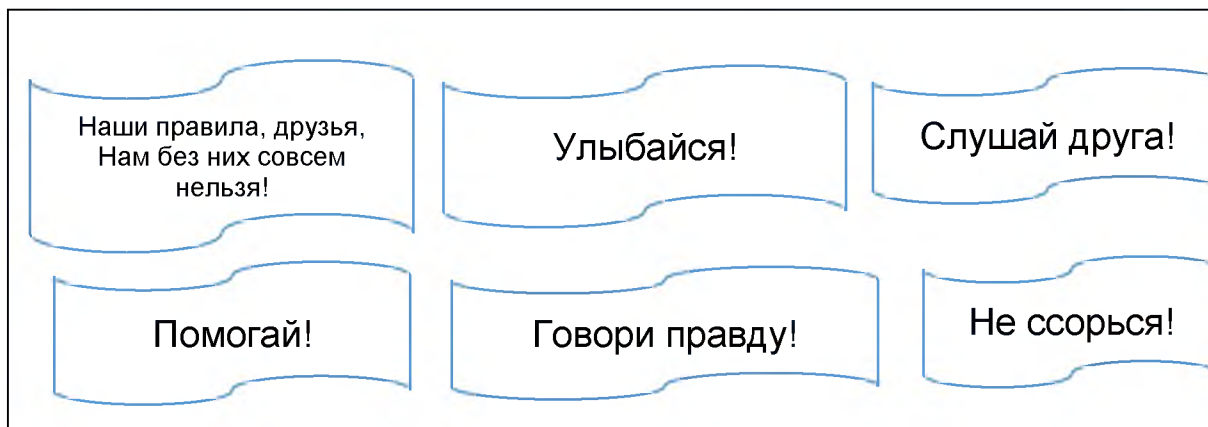 Наши правила, друзья,
Нам без них совсем
нельзя!
Улыбайся!
Слушай друга!
Помогай!
Говори правду!
Не ссорься!